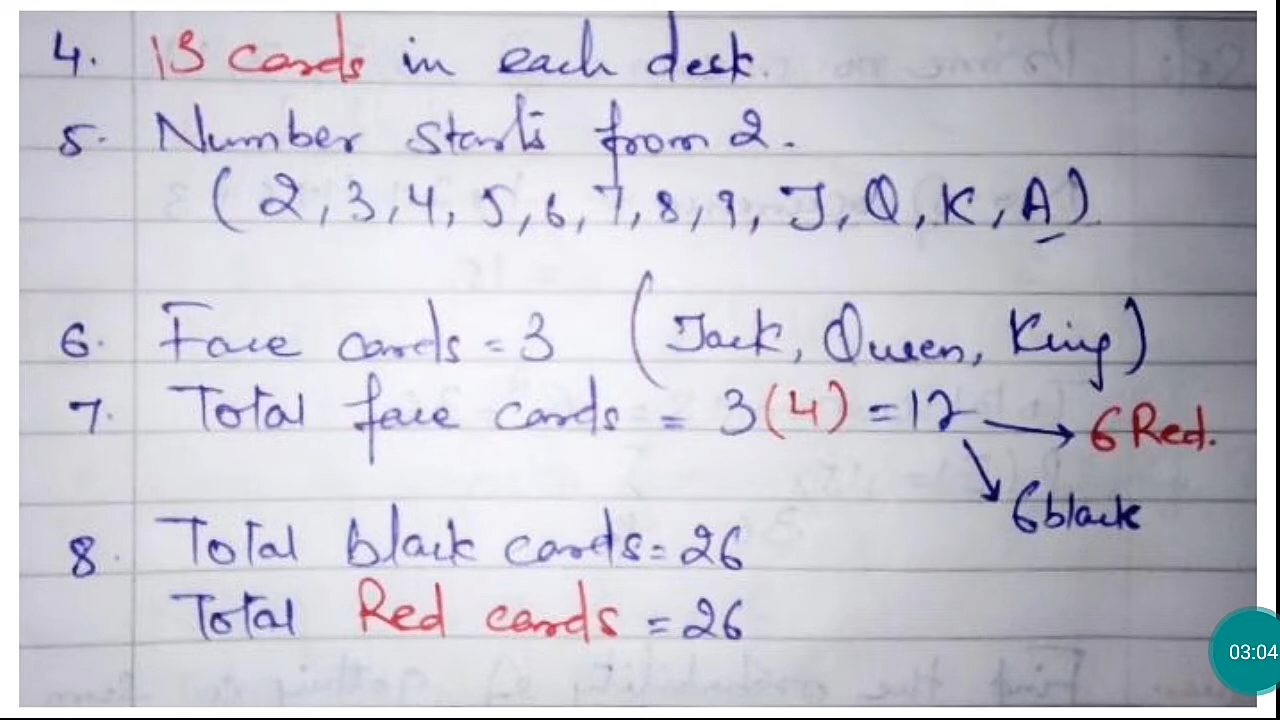 4. 13 cards in each deck.
5. Number starts from 2.
(2,3,4,5,6,7,8,9,J,Q,K,A)
6. Face cards = 3 (Jack, Queen, King)
7. Total face cards = 3(4) = 12 → 6 Red.
6 black
8. Total black cards = 26
Total Red cards = 26
03:04